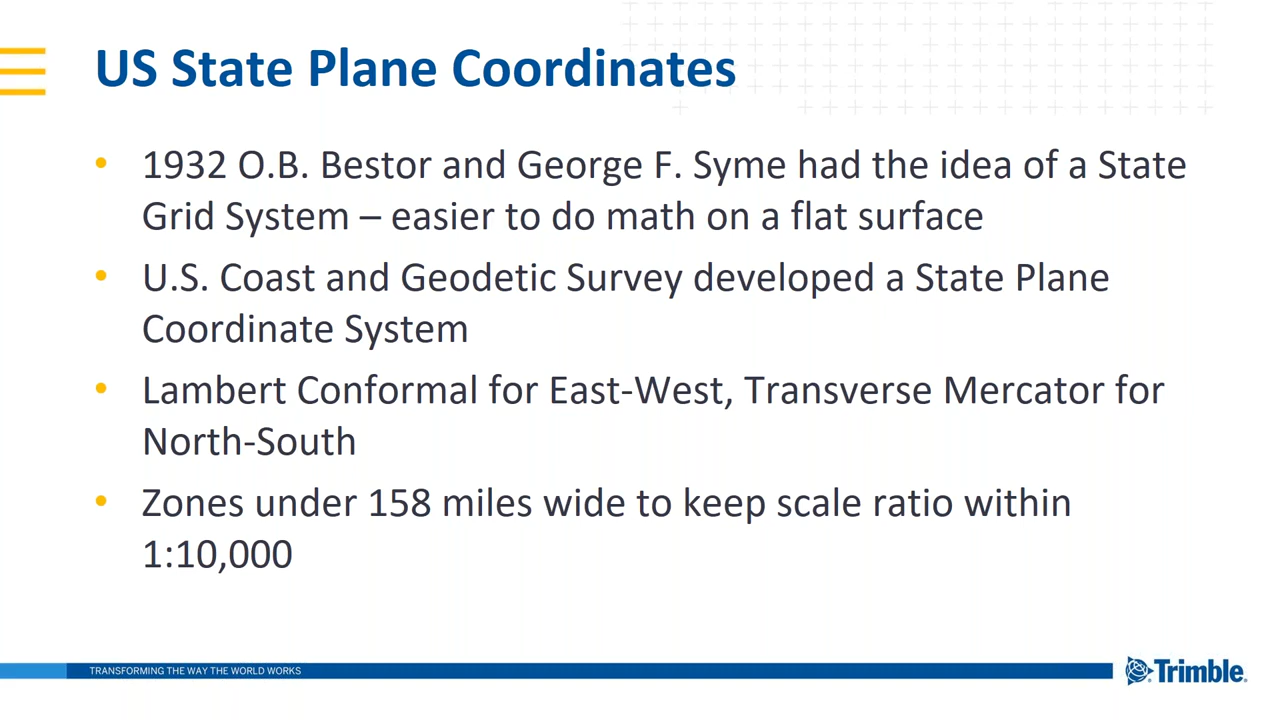 US State Plane Coordinates
• 1932 O.B. Bestor and George F. Syme had the idea of a State
Grid System – easier to do math on a flat surface
• U.S. Coast and Geodetic Survey developed a State Plane
Coordinate System
• Lambert Conformal for East-West, Transverse Mercator for
North-South
• Zones under 158 miles wide to keep scale ratio within
1:10,000
TRANSFORMING THE WAY THE WORLD WORKS
Trimble